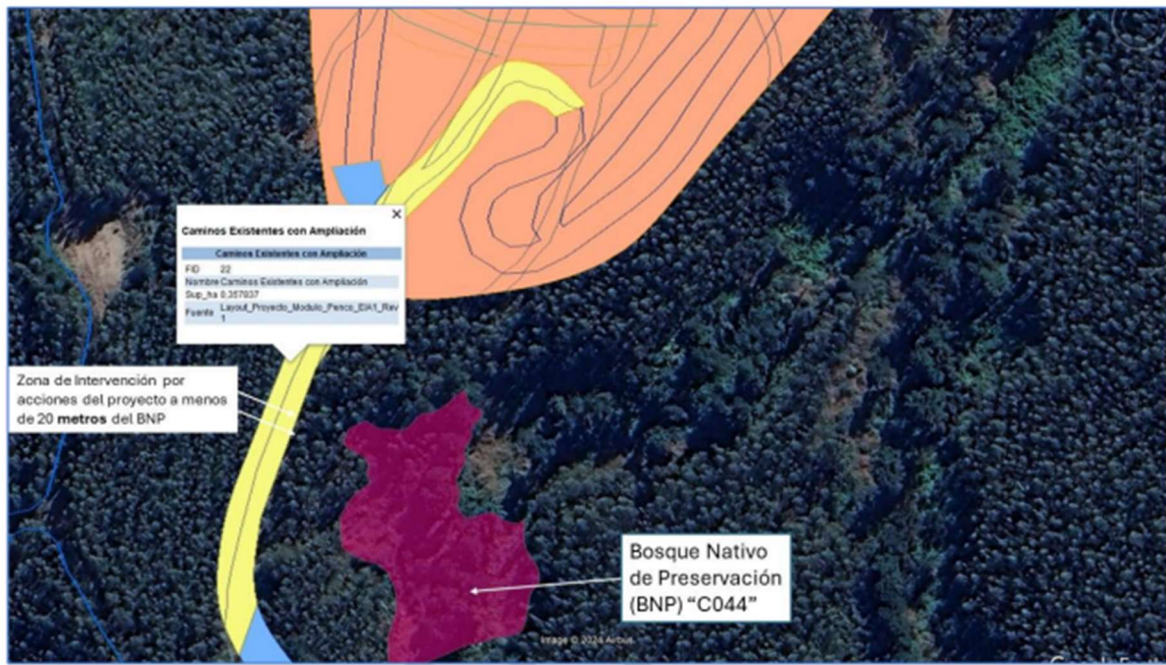 Caminos Existentes con Ampliación
Caminos Existentes con Ampliación
FID 22
Nombre Caminos Existentes con Ampliación
Sup_ha 0,357937
Fuente Layout_Proyecto_Modulo_Penco_EIA1_Rev
1
Zona de Intervención por
acciones del proyecto a menos
de 20 metros del BNP
Bosque Nativo
de Preservación
(BNP) “C044”
Image © 2024 Airbus